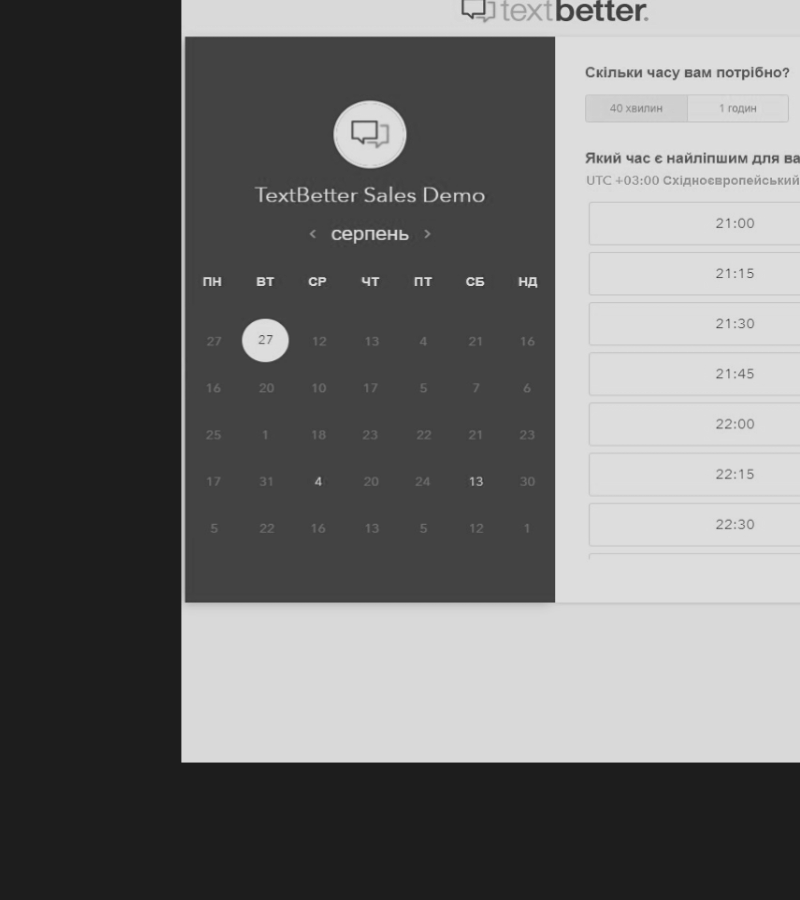 textbetter.
TextBetter Sales Demo
‹ серпень ›
ПН ВТ СР ЧТ ПТ СБ НД
27 27 12 13 4 21 16
16 20 10 17 5 7 6
25 1 18 23 22 21 23
17 31 4 20 24 13 30
5 22 16 13 5 12 1
Скільки часу вам потрібно?
40 хвилин 1 годин
Який час є найліпшим для ва
UTC +03:00 Східноєвропейський
21:00
21:15
21:30
21:45
22:00
22:15
22:30